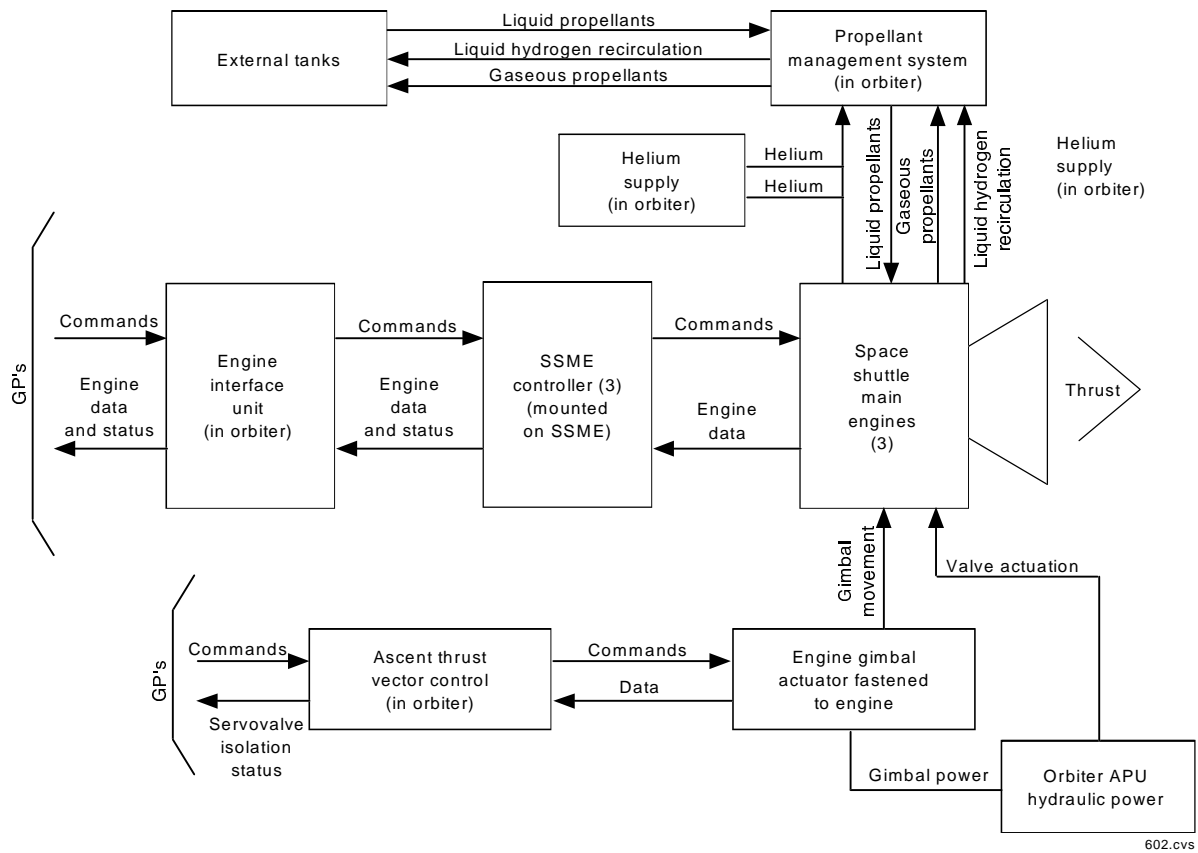 External tanks
Liquid propellants
Liquid hydrogen recirculation
Gaseous propellants
Propellant
management system
(in orbiter)
Helium
supply
(in orbiter)
Helium
Helium
Liquid propellants
Gaseous
propellants
Liquid hydrogen
recirculation
Helium
supply
(in orbiter)
GP's
Commands
Engine
data
and status
Engine
interface
unit
(in orbiter)
Commands
Engine
data
and status
SSME
controller (3)
(mounted
on SSME)
Commands
Engine
data
Space
shuttle
main
engines
(3)
Thrust
Gimbal
movement
Valve actuation
GP's
Commands
Servovalve
isolation
status
Ascent thrust
vector control
(in orbiter)
Commands
Data
Engine gimbal
actuator fastened
to engine
Gimbal power
Orbiter APU
hydraulic power
602.cvs